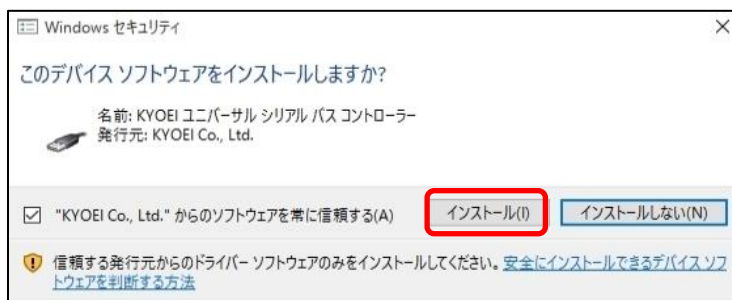 Windows セキュリティ
このデバイス ソフトウェアをインストールしますか?
名前: KYOEI ユニバーサル シリアル バス コントローラー
発行元: KYOEI Co., Ltd.
"KYOEI Co., Ltd." からのソフトウェアを常に信頼する(A)
インストール(I)
インストールしない(N)
信頼する発行元からのドライバー ソフトウェアのみをインストールしてください。安全にインストールできるデバイス ソフ
トウェアを判断する方法